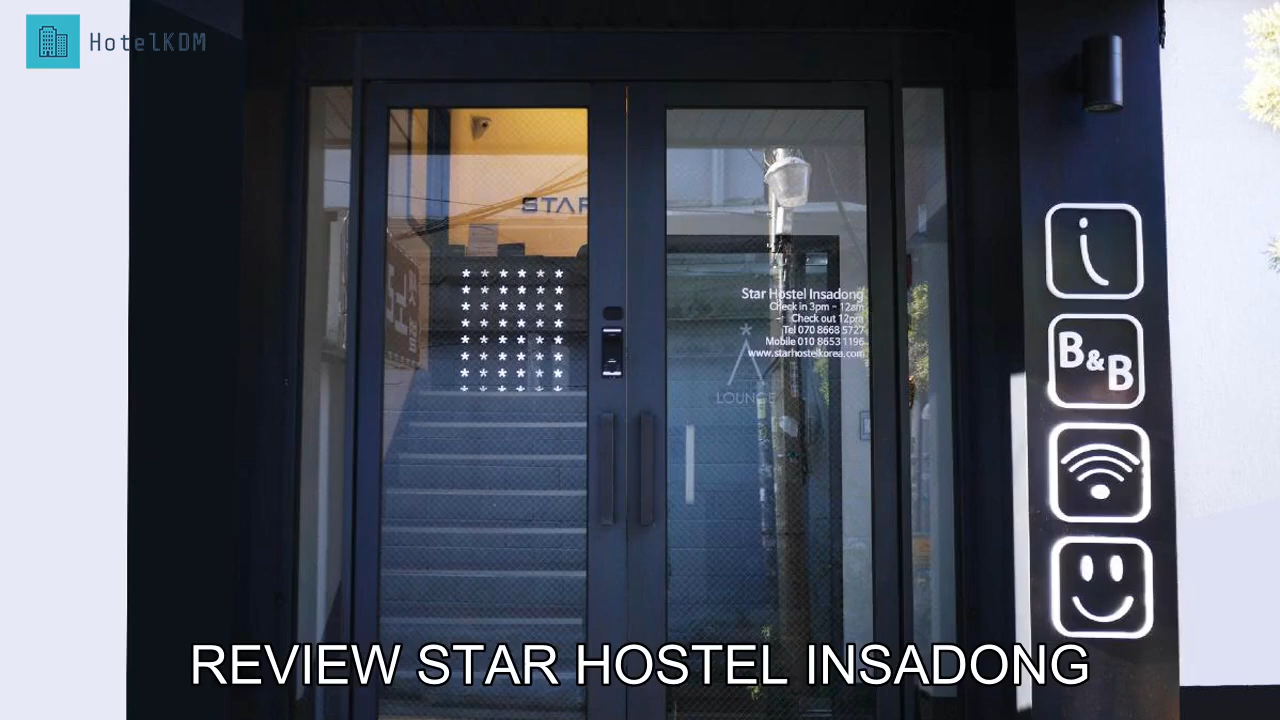 HotelKDM
STAR
Star Hostel Insadong
Check in 3pm - 12am
Check out 12pm
Tel 070 8668 5727
Mobile 010 8653 1196
www.starhostelkorea.com
LOUNGE
i
B&B
REVIEW STAR HOSTEL INSADONG